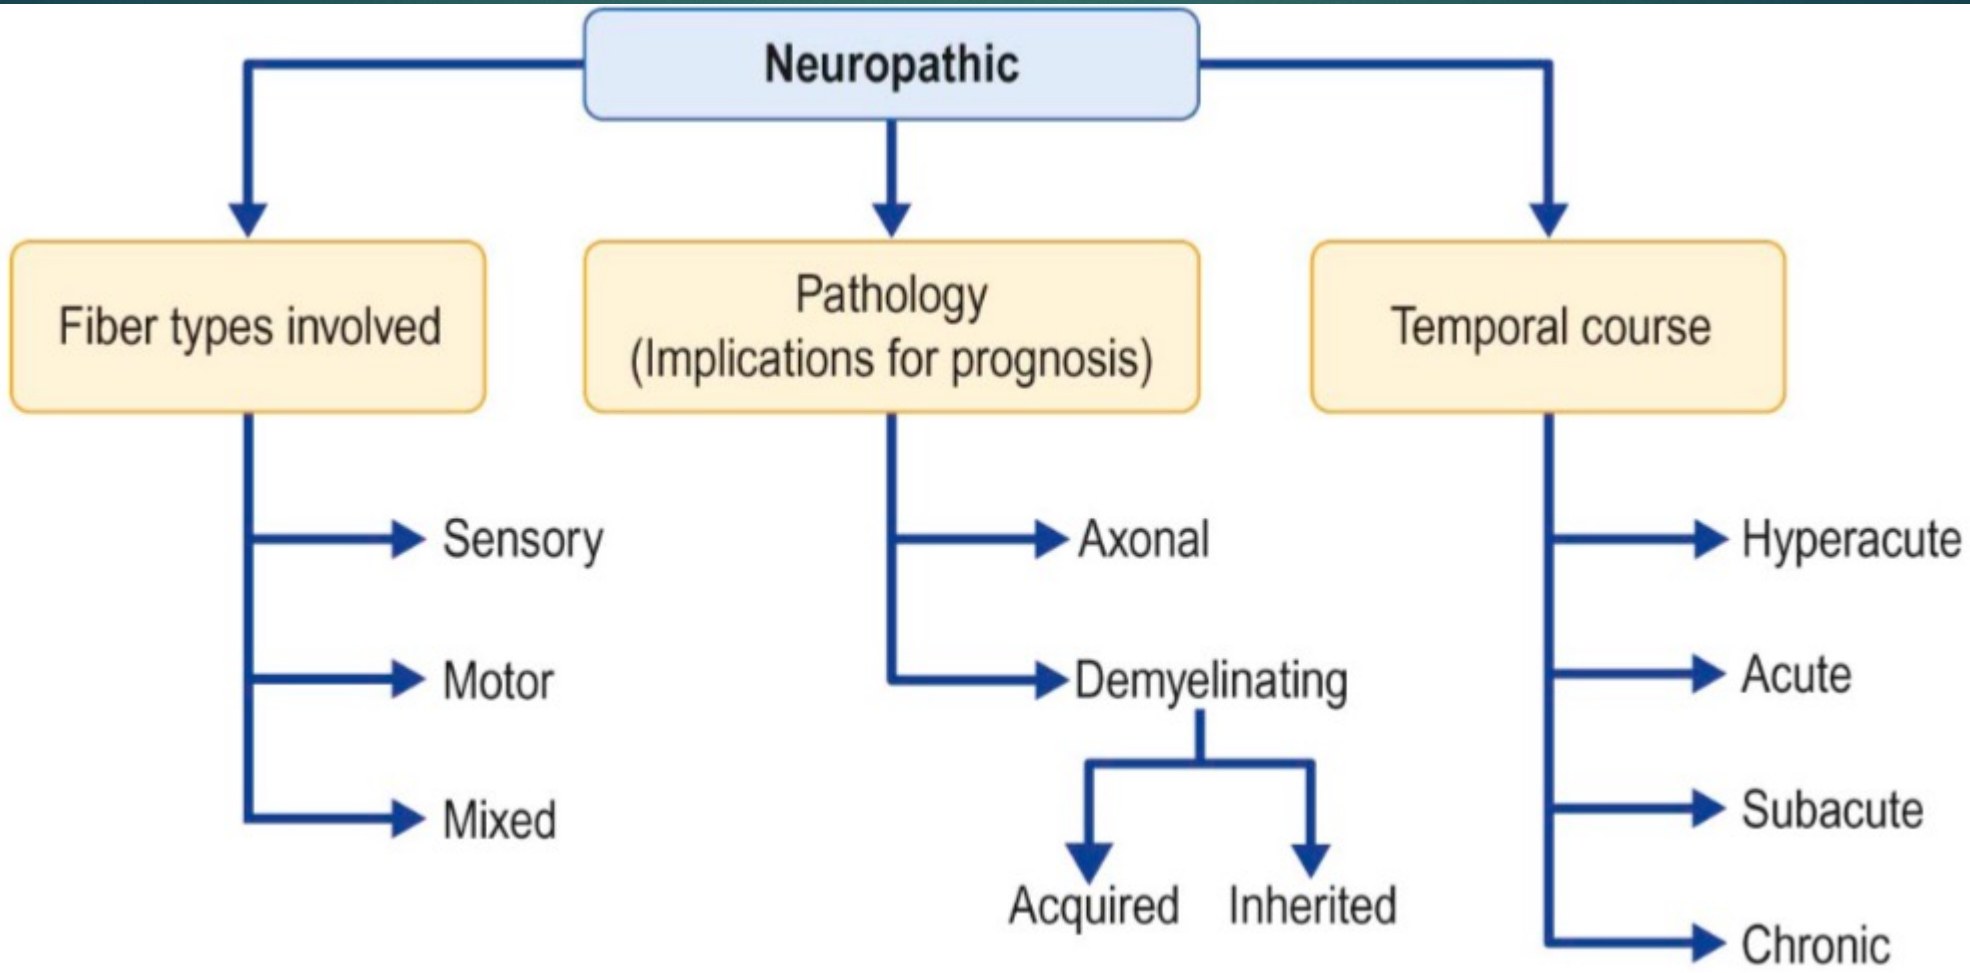 Neuropathic
Fiber types involved
Pathology
(Implications for prognosis)
Temporal course
Sensory
Motor
Mixed
Axonal
Demyelinating
Acquired
Inherited
Hyperacute
Acute
Subacute
Chronic